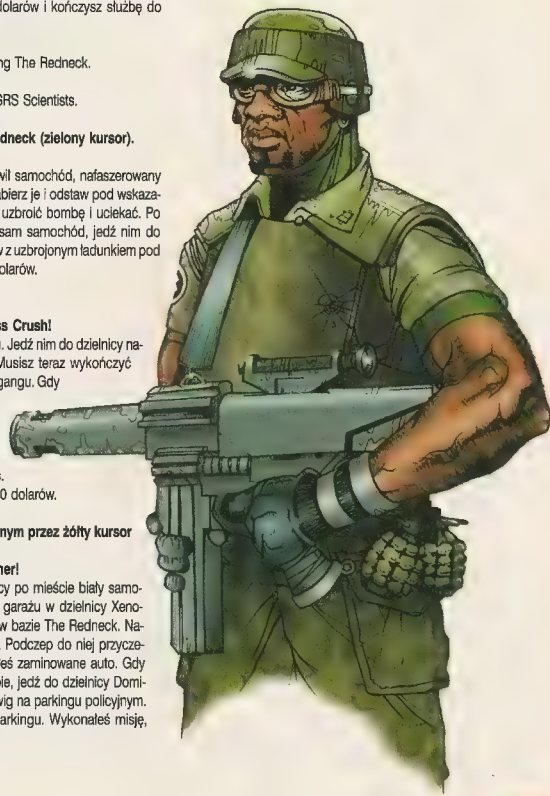 dolarów i kończysz służbę do
ng The Redneck.
SRS Scientists.
dneck (zielony kursor).
wił samochód, nafaszerowany
abierz je i odstaw pod wskaza-
uzbroić bombę i uciekać. Po
sam samochód, jedź nim do
w z uzbrojonym ładunkiem pod
olarów.
ss Crush!
u. Jedź nim do dzielnicy na-
Musisz teraz wykończyć
gangu. Gdy
s.
0 dolarów.
nym przez żółty kursor
ner!
cy po mieście biały samo-
garażu w dzielnicy Xeno-
w bazie The Redneck. Na-
. Podczep do niej przycze-
eś zaminowane auto. Gdy
bie, jedź do dzielnicy Domi-
wig na parkingu policyjnym.
arkingu. Wykonałeś misję,